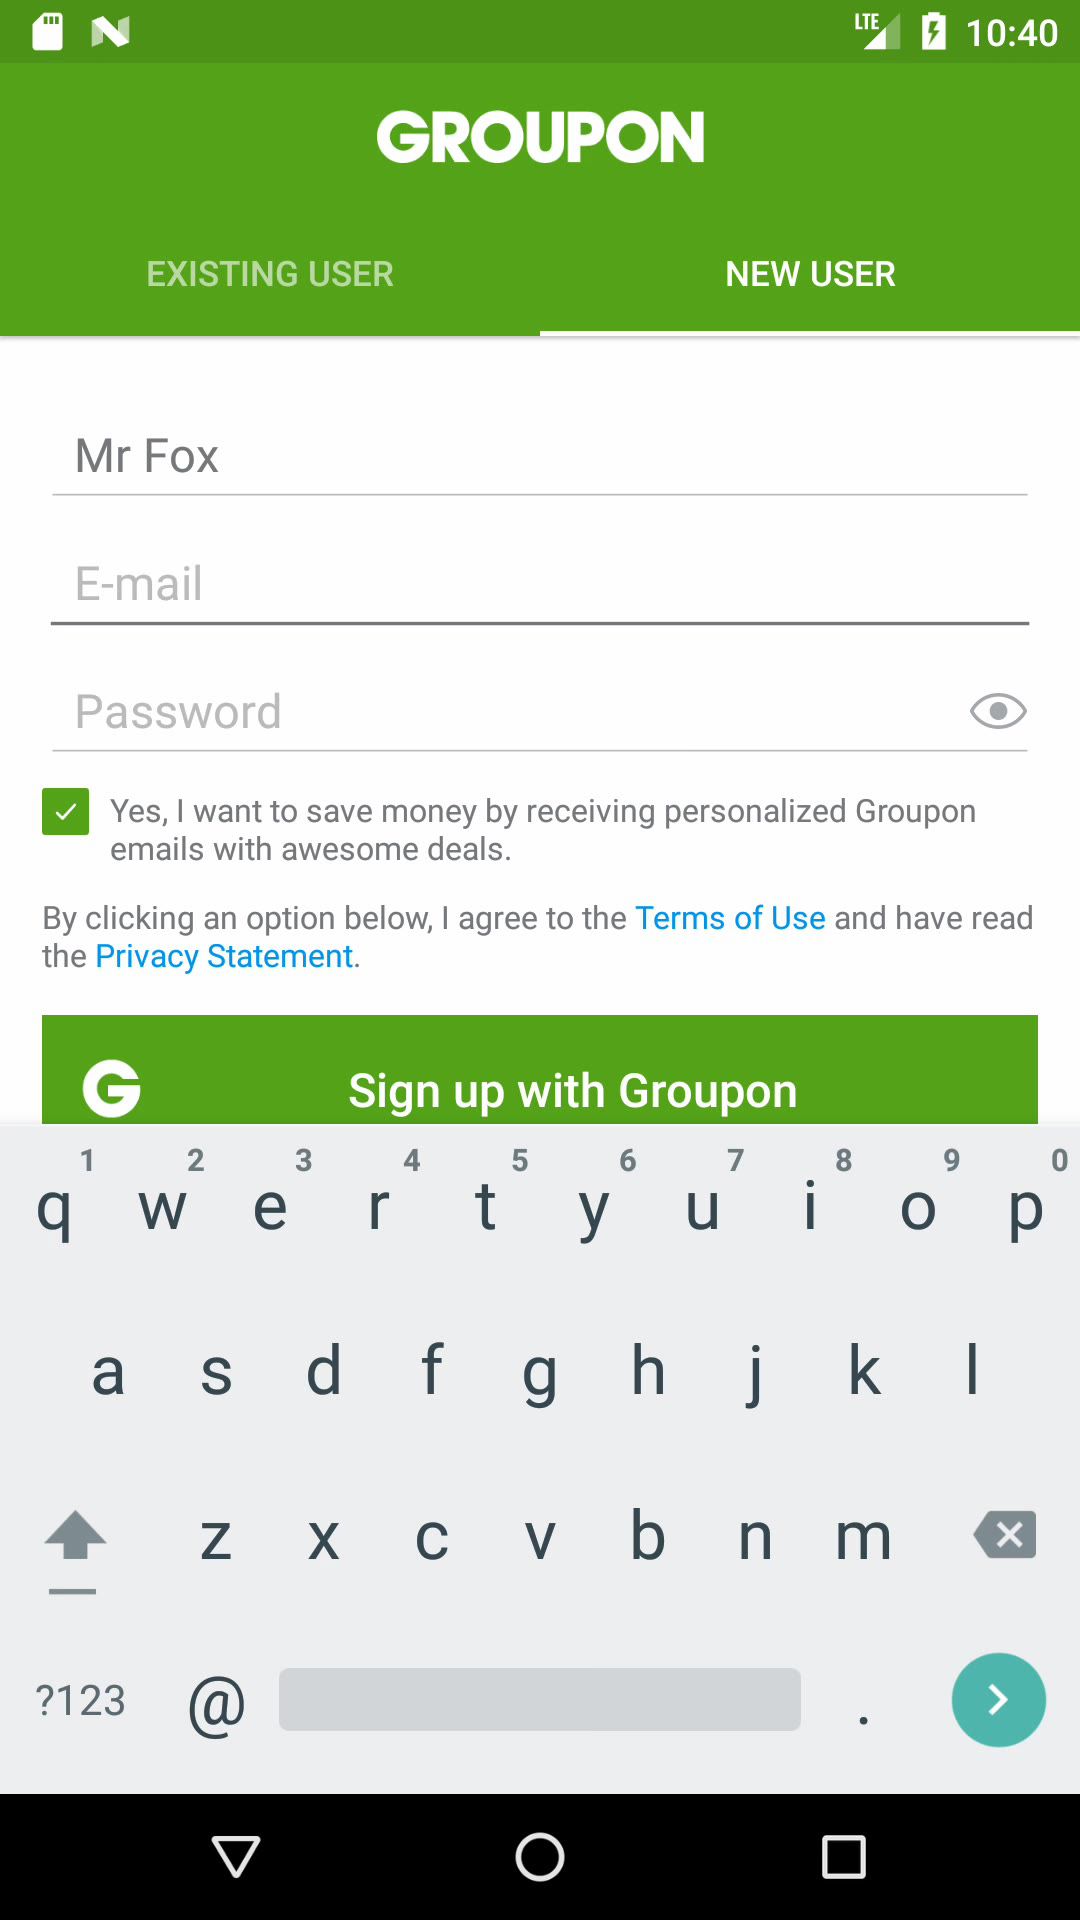 LTE 10:40
GROUPON
EXISTING USER NEW USER
Mr Fox
E-mail
Password
Yes, I want to save money by receiving personalized Groupon
emails with awesome deals.
By clicking an option below, I agree to the Terms of Use and have read
the Privacy Statement.
G Sign up with Groupon
1 2 3 4 5 6 7 8 9 0
q w e r t y u i o p
a s d f g h j k l
z x c v b n m
?123 @ .